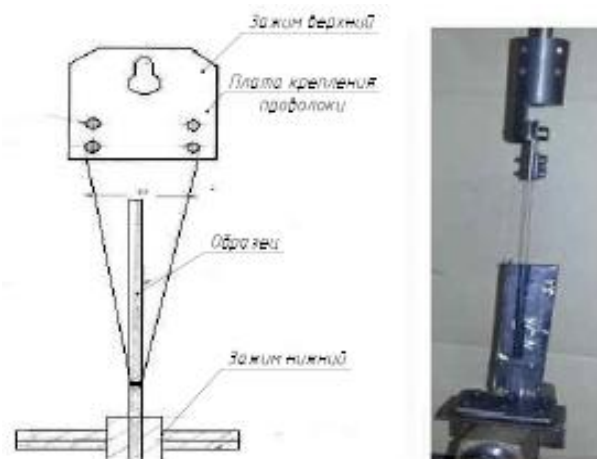 Зажим верхний
Плата крепления
проволоки
Образец
Зажим нижний